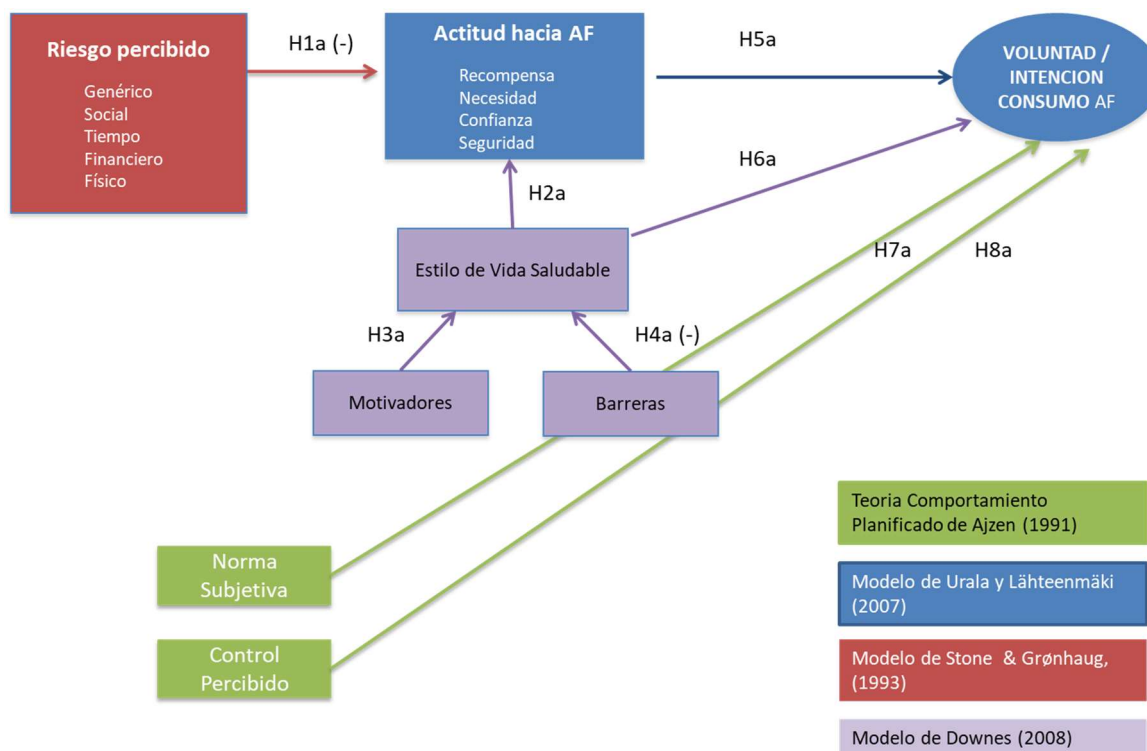 Riesgo percibido
Genérico
Social
Tiempo
Financiero
Físico
H1a (-)
Actitud hacia AF
Recompensa
Necesidad
Confianza
Seguridad
H5a
VOLUNTAD /
INTENCION
CONSUMO AF
H2a
H6a
Estilo de Vida Saludable
H7a
H8a
H3a
H4a (-)
Motivadores
Barreras
Norma
Subjetiva
Control
Percibido
Teoria Comportamiento
Planificado de Ajzen (1991)
Modelo de Urala y Lähteenmäki
(2007)
Modelo de Stone & Grønhaug,
(1993)
Modelo de Downes (2008)